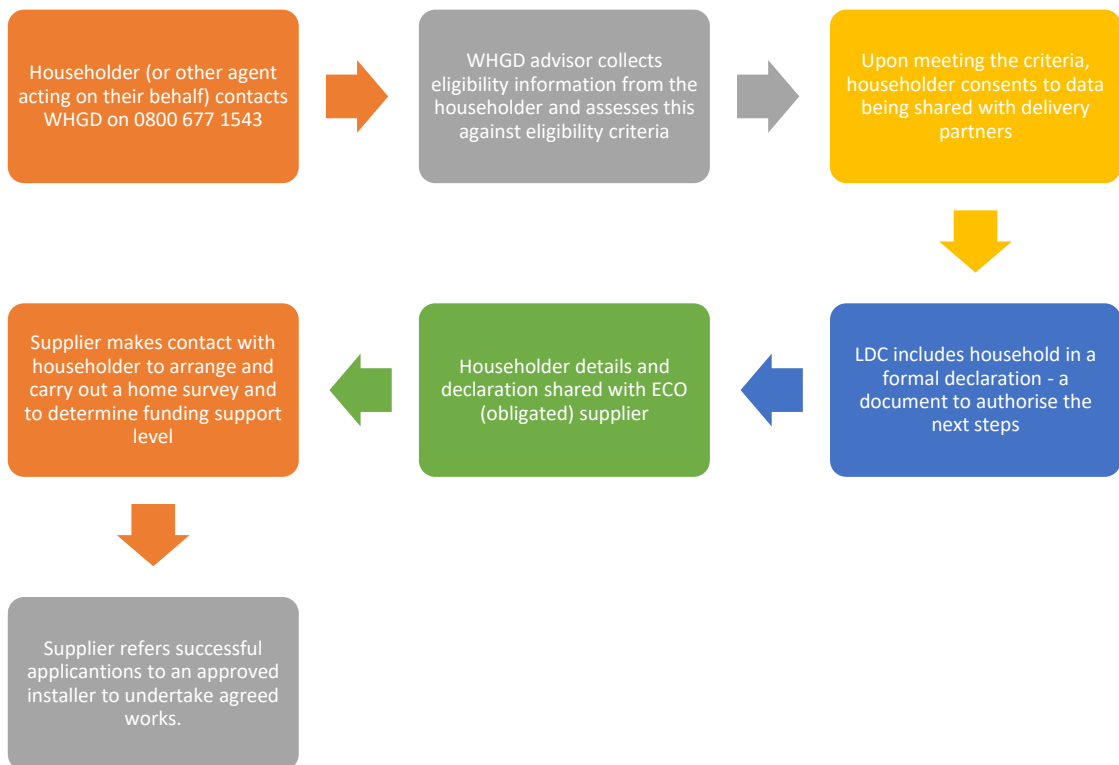 Householder (or other agent
acting on their behalf) contacts
WHGD on 0800 677 1543
WHGD advisor collects
eligibility information from the
householder and assesses this
against eligibility criteria
Upon meeting the criteria,
householder consents to data
being shared with delivery
partners
LDC includes household in a
formal declaration - a
document to authorise the
next steps
Householder details and
declaration shared with ECO
(obligated) supplier
Supplier makes contact with
householder to arrange and
carry out a home survey and
to determine funding support
level
Supplier refers successful
applicantions to an approved
installer to undertake agreed
works.